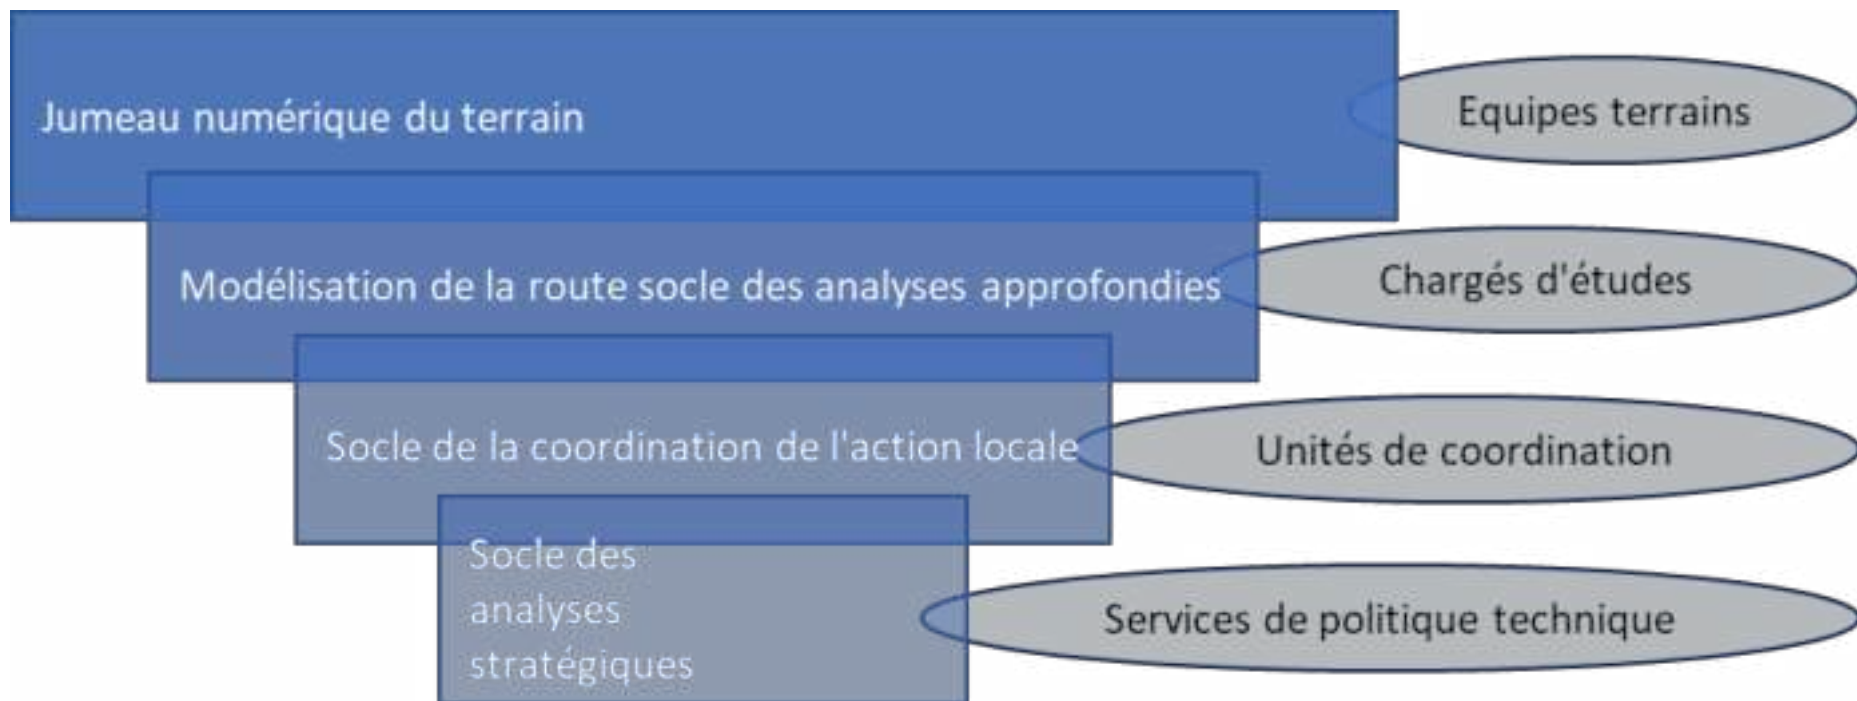 Jumeau numérique du terrain
Equipes terrains
Modélisation de la route socle des analyses approfondies
Chargés d'études
Socle de la coordination de l'action locale
Unités de coordination
Socle des
analyses
stratégiques
Services de politique technique